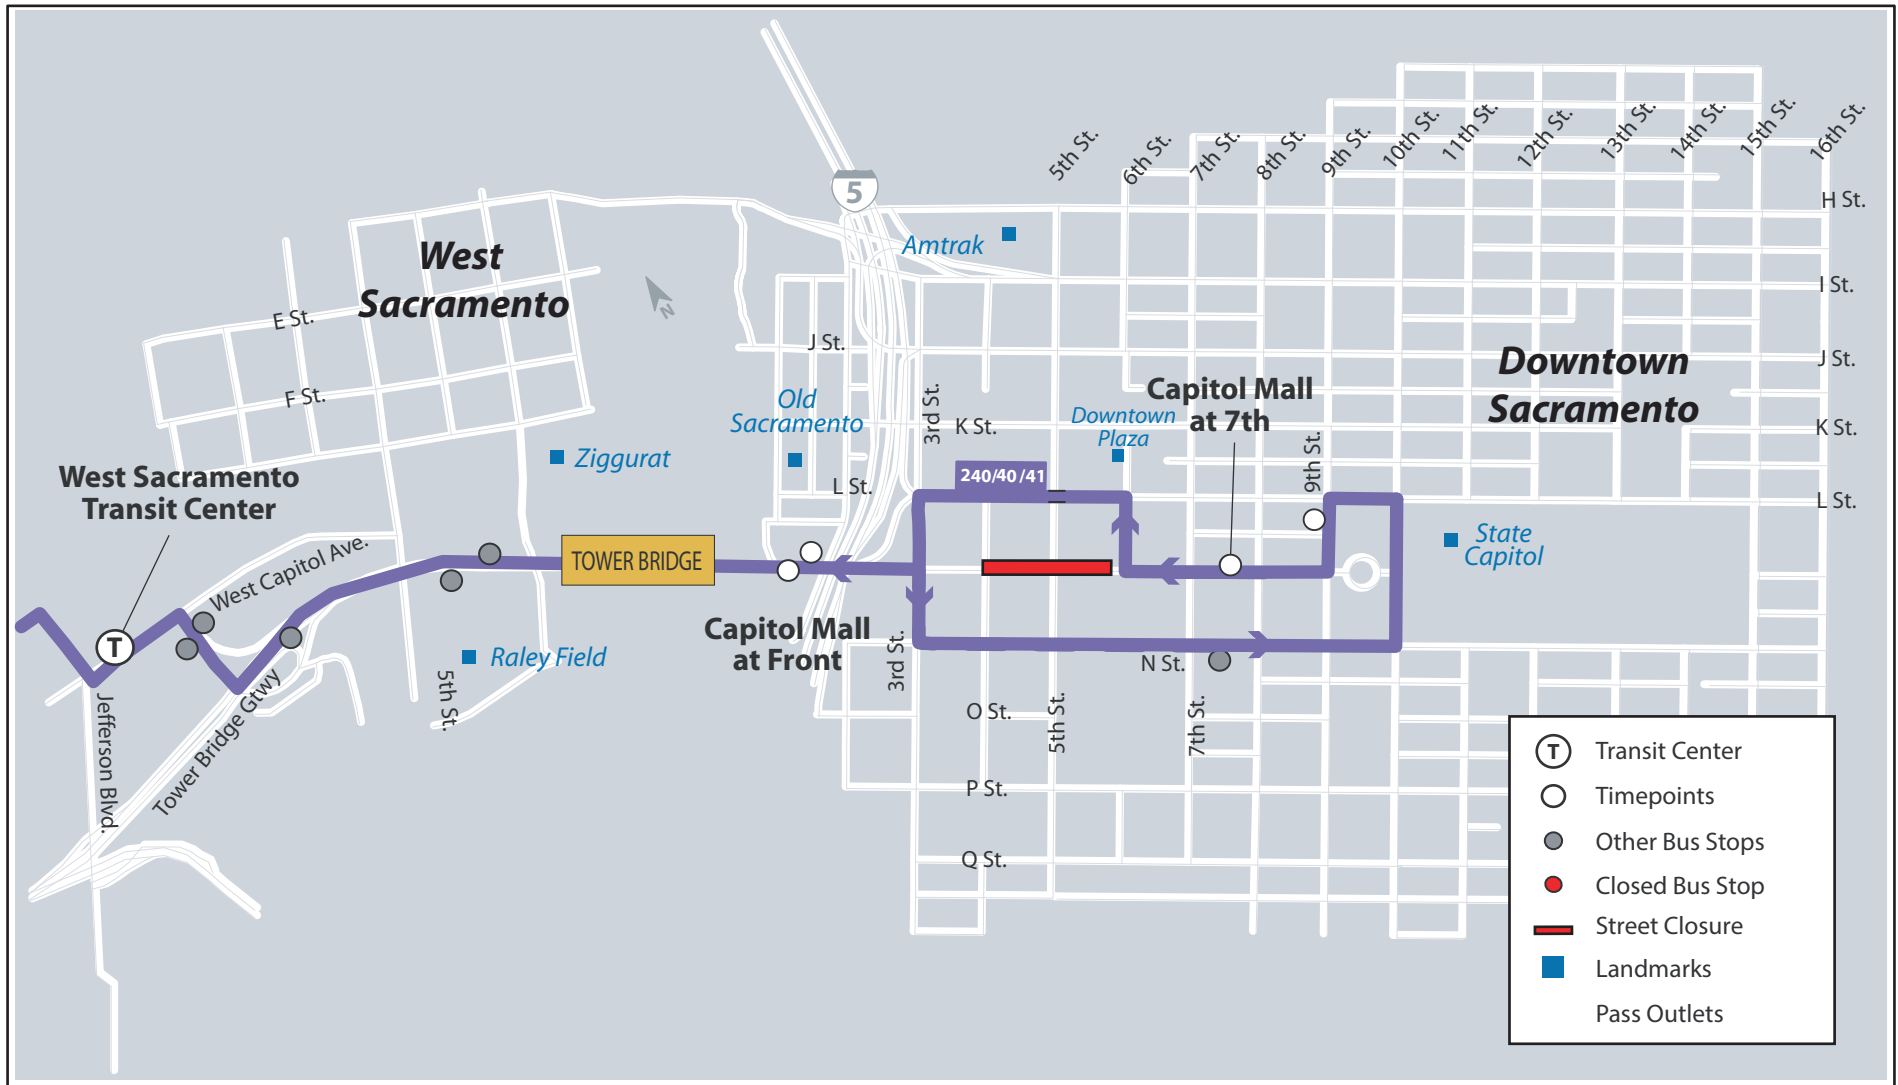 5th St.
6th St.
7th St.
8th St.
9th St.
10th St.
11th St.
12th St.
13th St.
14th St.
15th St.
16th St.
5
H St.
West
Sacramento
Amtrak
I St.
N
E St.
J St.
Downtown
Sacramento
J St.
F St.
Old
Sacramento
3rd St.
K St.
Downtown
Plaza
Capitol Mall
at 7th
9th St.
K St.
Ziggurat
West Sacramento
Transit Center
L St.
240/40/41
L St.
West Capitol Ave.
TOWER BRIDGE
State
Capitol
T
Capitol Mall
at Front
Raley Field
3rd St.
N St.
Jefferson Blvd.
Tower Bridge Gtwy
5th St.
O St.
5th St.
7th St.
P St.
Q St.
T
Transit Center
Timepoints
Other Bus Stops
Closed Bus Stop
Street Closure
Landmarks
Pass Outlets